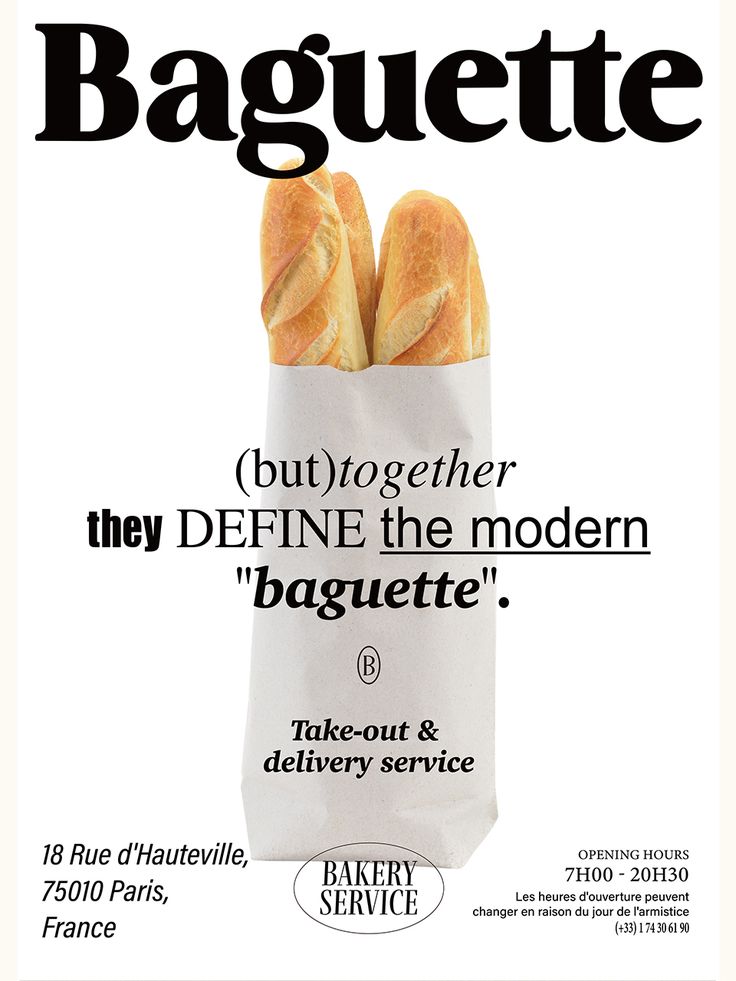 Baguette
(but)together
they DEFINE the modern
"baguette".
B
Take-out &
delivery service
18 Rue d'Hauteville,
75010 Paris,
France
BAKERY
SERVICE
OPENING HOURS
7H00 - 20H30
Les heures d'ouverture peuvent
changer en raison du jour de l'armistice
(+33) 1 74 30 61 90